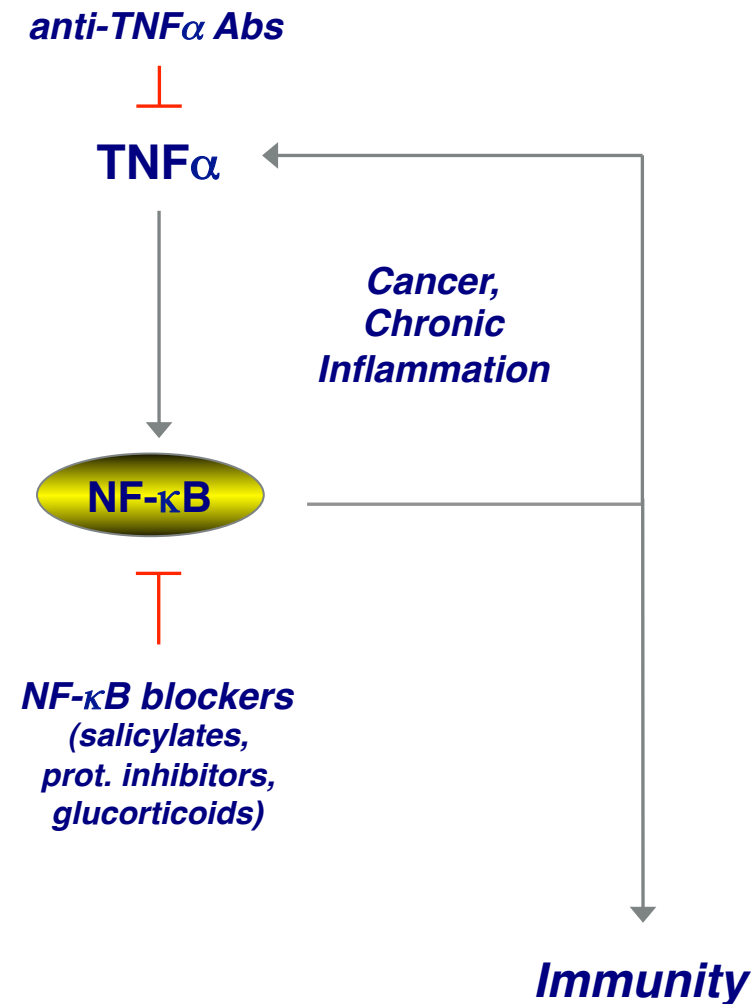 anti-TNFα Abs
TNFα
Cancer,
Chronic
Inflammation
NF-κB
NF-κB blockers
(salicylates,
prot. inhibitors,
glucorticoids)
Immunity